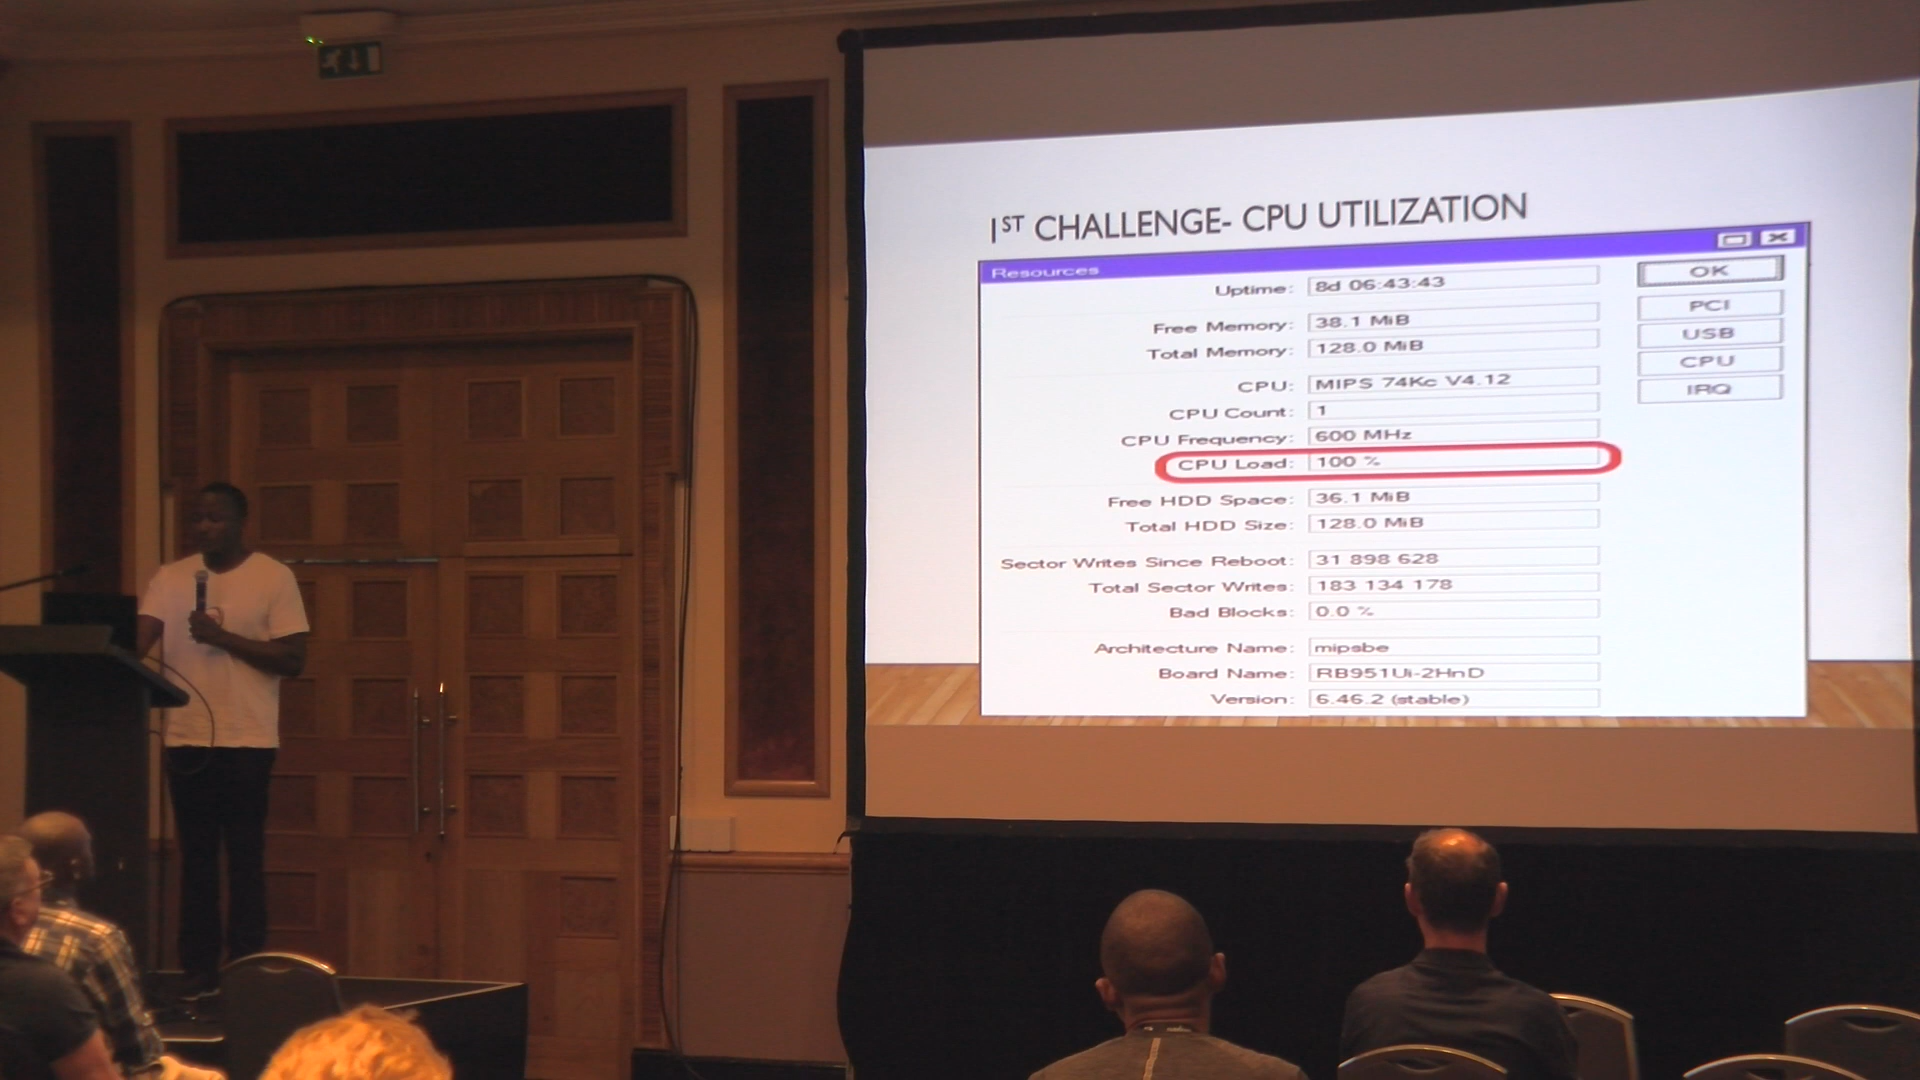 1ST CHALLENGE- CPU UTILIZATION
Resources
Uptime: 8d 06:43:43
Free Memory: 38.1 MiB
Total Memory: 128.0 MiB
CPU: MIPS 74Kc V4.12
CPU Count: 1
CPU Frequency: 600 MHz
CPU Load: 100 %
Free HDD Space: 36.1 MiB
Total HDD Size: 128.0 MiB
Sector Writes Since Reboot: 31 898 628
Total Sector Writes: 183 134 178
Bad Blocks: 0.0 %
Architecture Name: mipsbe
Board Name: RB951Ui-2HnD
Version: 6.46.2 (stable)
OK
PCI
USB
CPU
IRQ